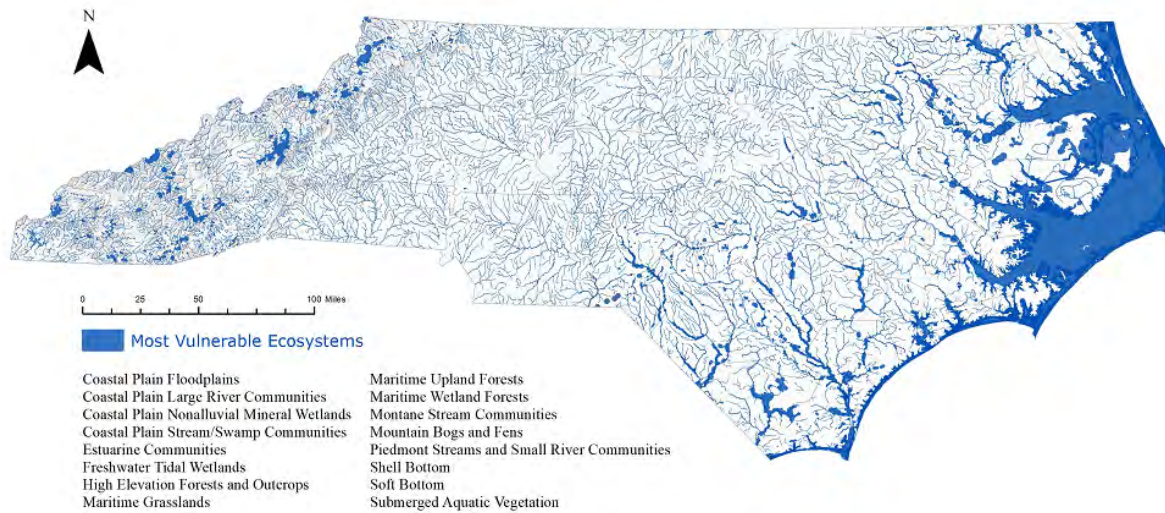 N
0 25 50 100 Miles
Most Vulnerable Ecosystems
Coastal Plain Floodplains
Coastal Plain Large River Communities
Coastal Plain Nonalluvial Mineral Wetlands
Coastal Plain Stream/Swamp Communities
Estuarine Communities
Freshwater Tidal Wetlands
High Elevation Forests and Outcrops
Maritime Grasslands
Maritime Upland Forests
Maritime Wetland Forests
Montane Stream Communities
Mountain Bogs and Fens
Piedmont Streams and Small River Communities
Shell Bottom
Soft Bottom
Submerged Aquatic Vegetation